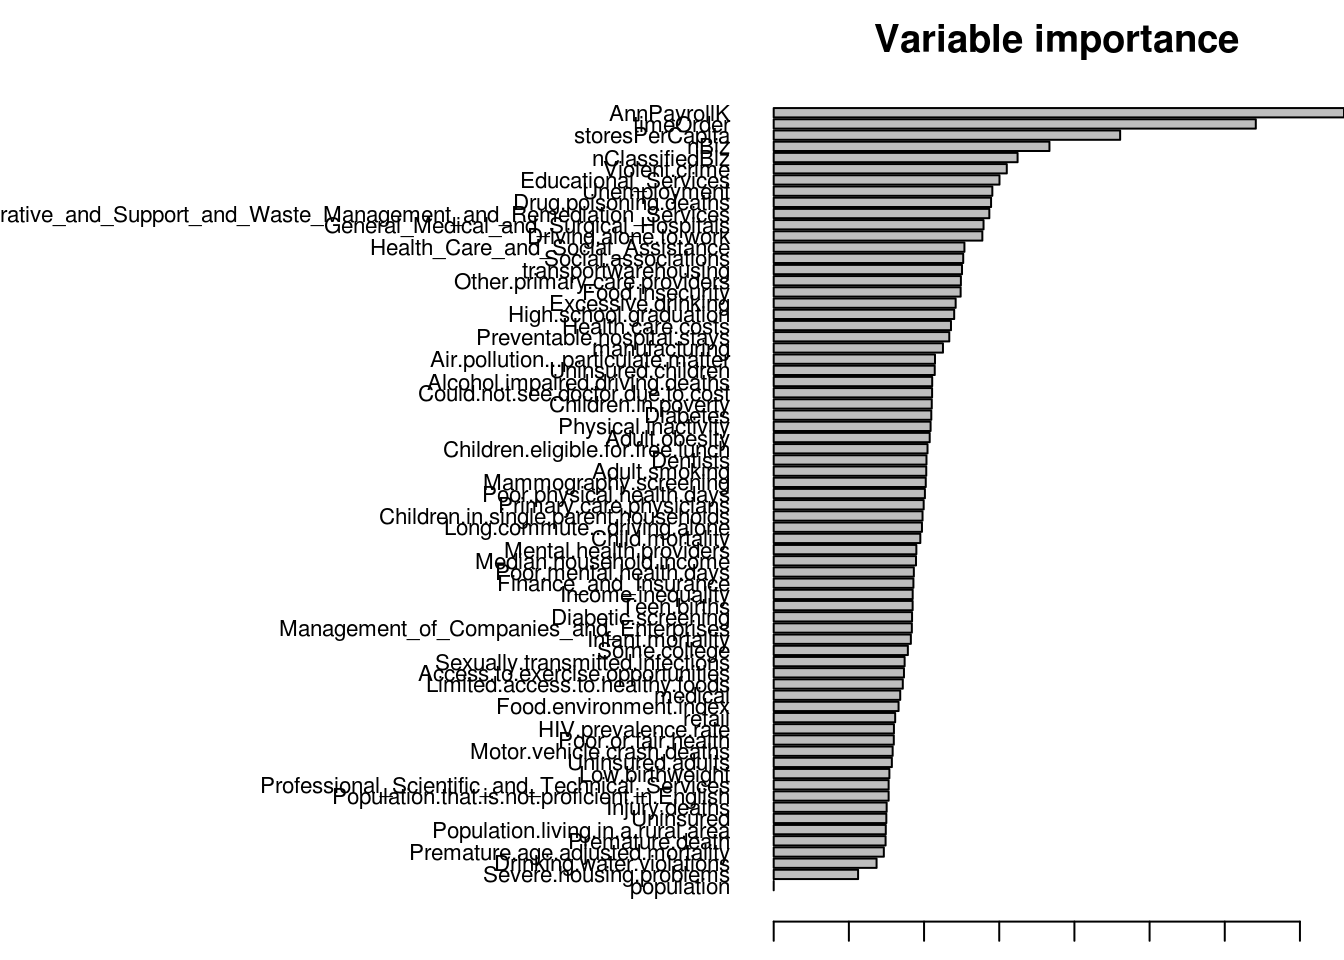 Variable importance
AnnPayrollK
timeOrder
storesPerCapita
nBiz
nClassifiedBiz
Violent.crime
Educational_Services
Unemployment
Drug.poisoning.deaths
rative_and_Support_and_Waste_Management_and_Remediation_Services
General_Medical_and_Surgical_Hospitals
Driving.alone.to.work
Health_Care_and_Social_Assistance
Social.associations
transportwarehousing
Other.primary.care.providers
Food.insecurity
Excessive.drinking
High.school.graduation
Health.care.costs
Preventable.hospital.stays
manufacturing
Air.pollution...particulate.matter
Uninsured.children
Alcohol.impaired.driving.deaths
Could.not.see.doctor.due.to.cost
Children.in.poverty
Diabetes
Physical.inactivity
Adult.obesity
Children.eligible.for.free.lunch
Dentists
Adult.smoking
Mammography.screening
Poor.physical.health.days
Primary.care.physicians
Children.in.single.parent.households
Long.commute...driving.alone
Child.mortality
Mental.health.providers
Median.household.income
Poor.mental.health.days
Finance_and_Insurance
Income.inequality
Teen.births
Diabetic.screening
Management_of_Companies_and_Enterprises
Infant.mortality
Some.college
Sexually.transmitted.infections
Access.to.exercise.opportunities
Limited.access.to.healthy.foods
medical
Food.environment.index
retail
HIV.prevalence.rate
Poor.or.fair.health
Motor.vehicle.crash.deaths
Uninsured.adults
Low.birthweight
Professional_Scientific_and_Technical_Services
Population.that.is.not.proficient.in.English
Injury.deaths
Uninsured
Population.living.in.a.rural.area
Premature.death
Premature.age.adjusted.mortality
Drinking.water.violations
Severe.housing.problems
population